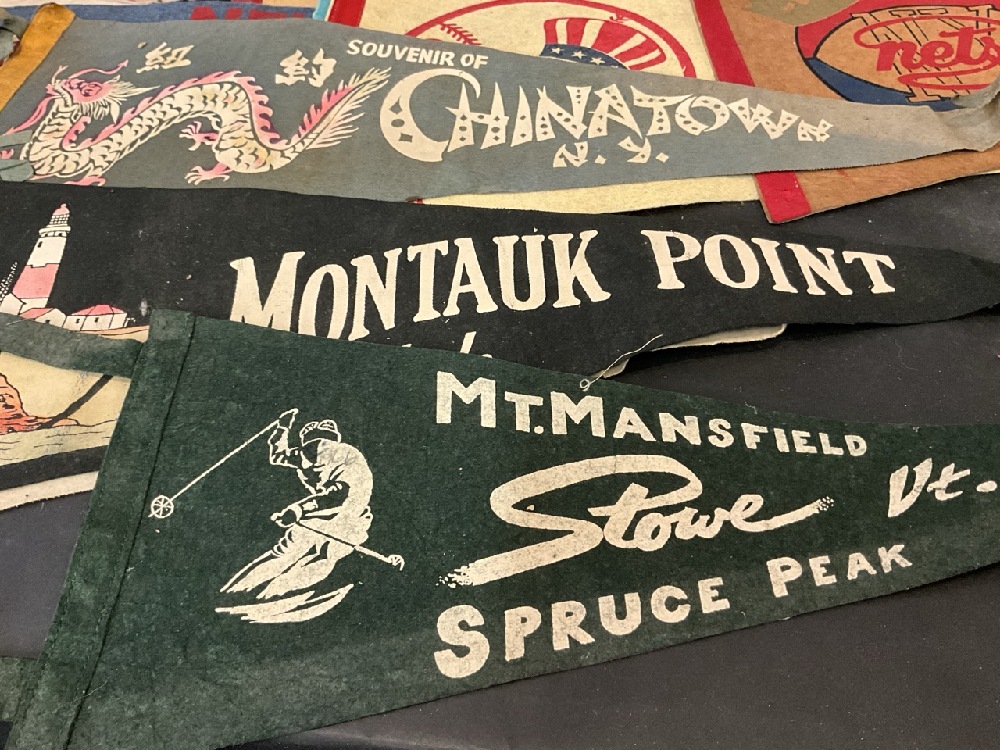 nets
紐
約
SOUVENIR OF
CHINATOWN
N.Y.
MONTAUK POINT
MT. MANSFIELD
Stowe Vt.
SPRUCE PEAK